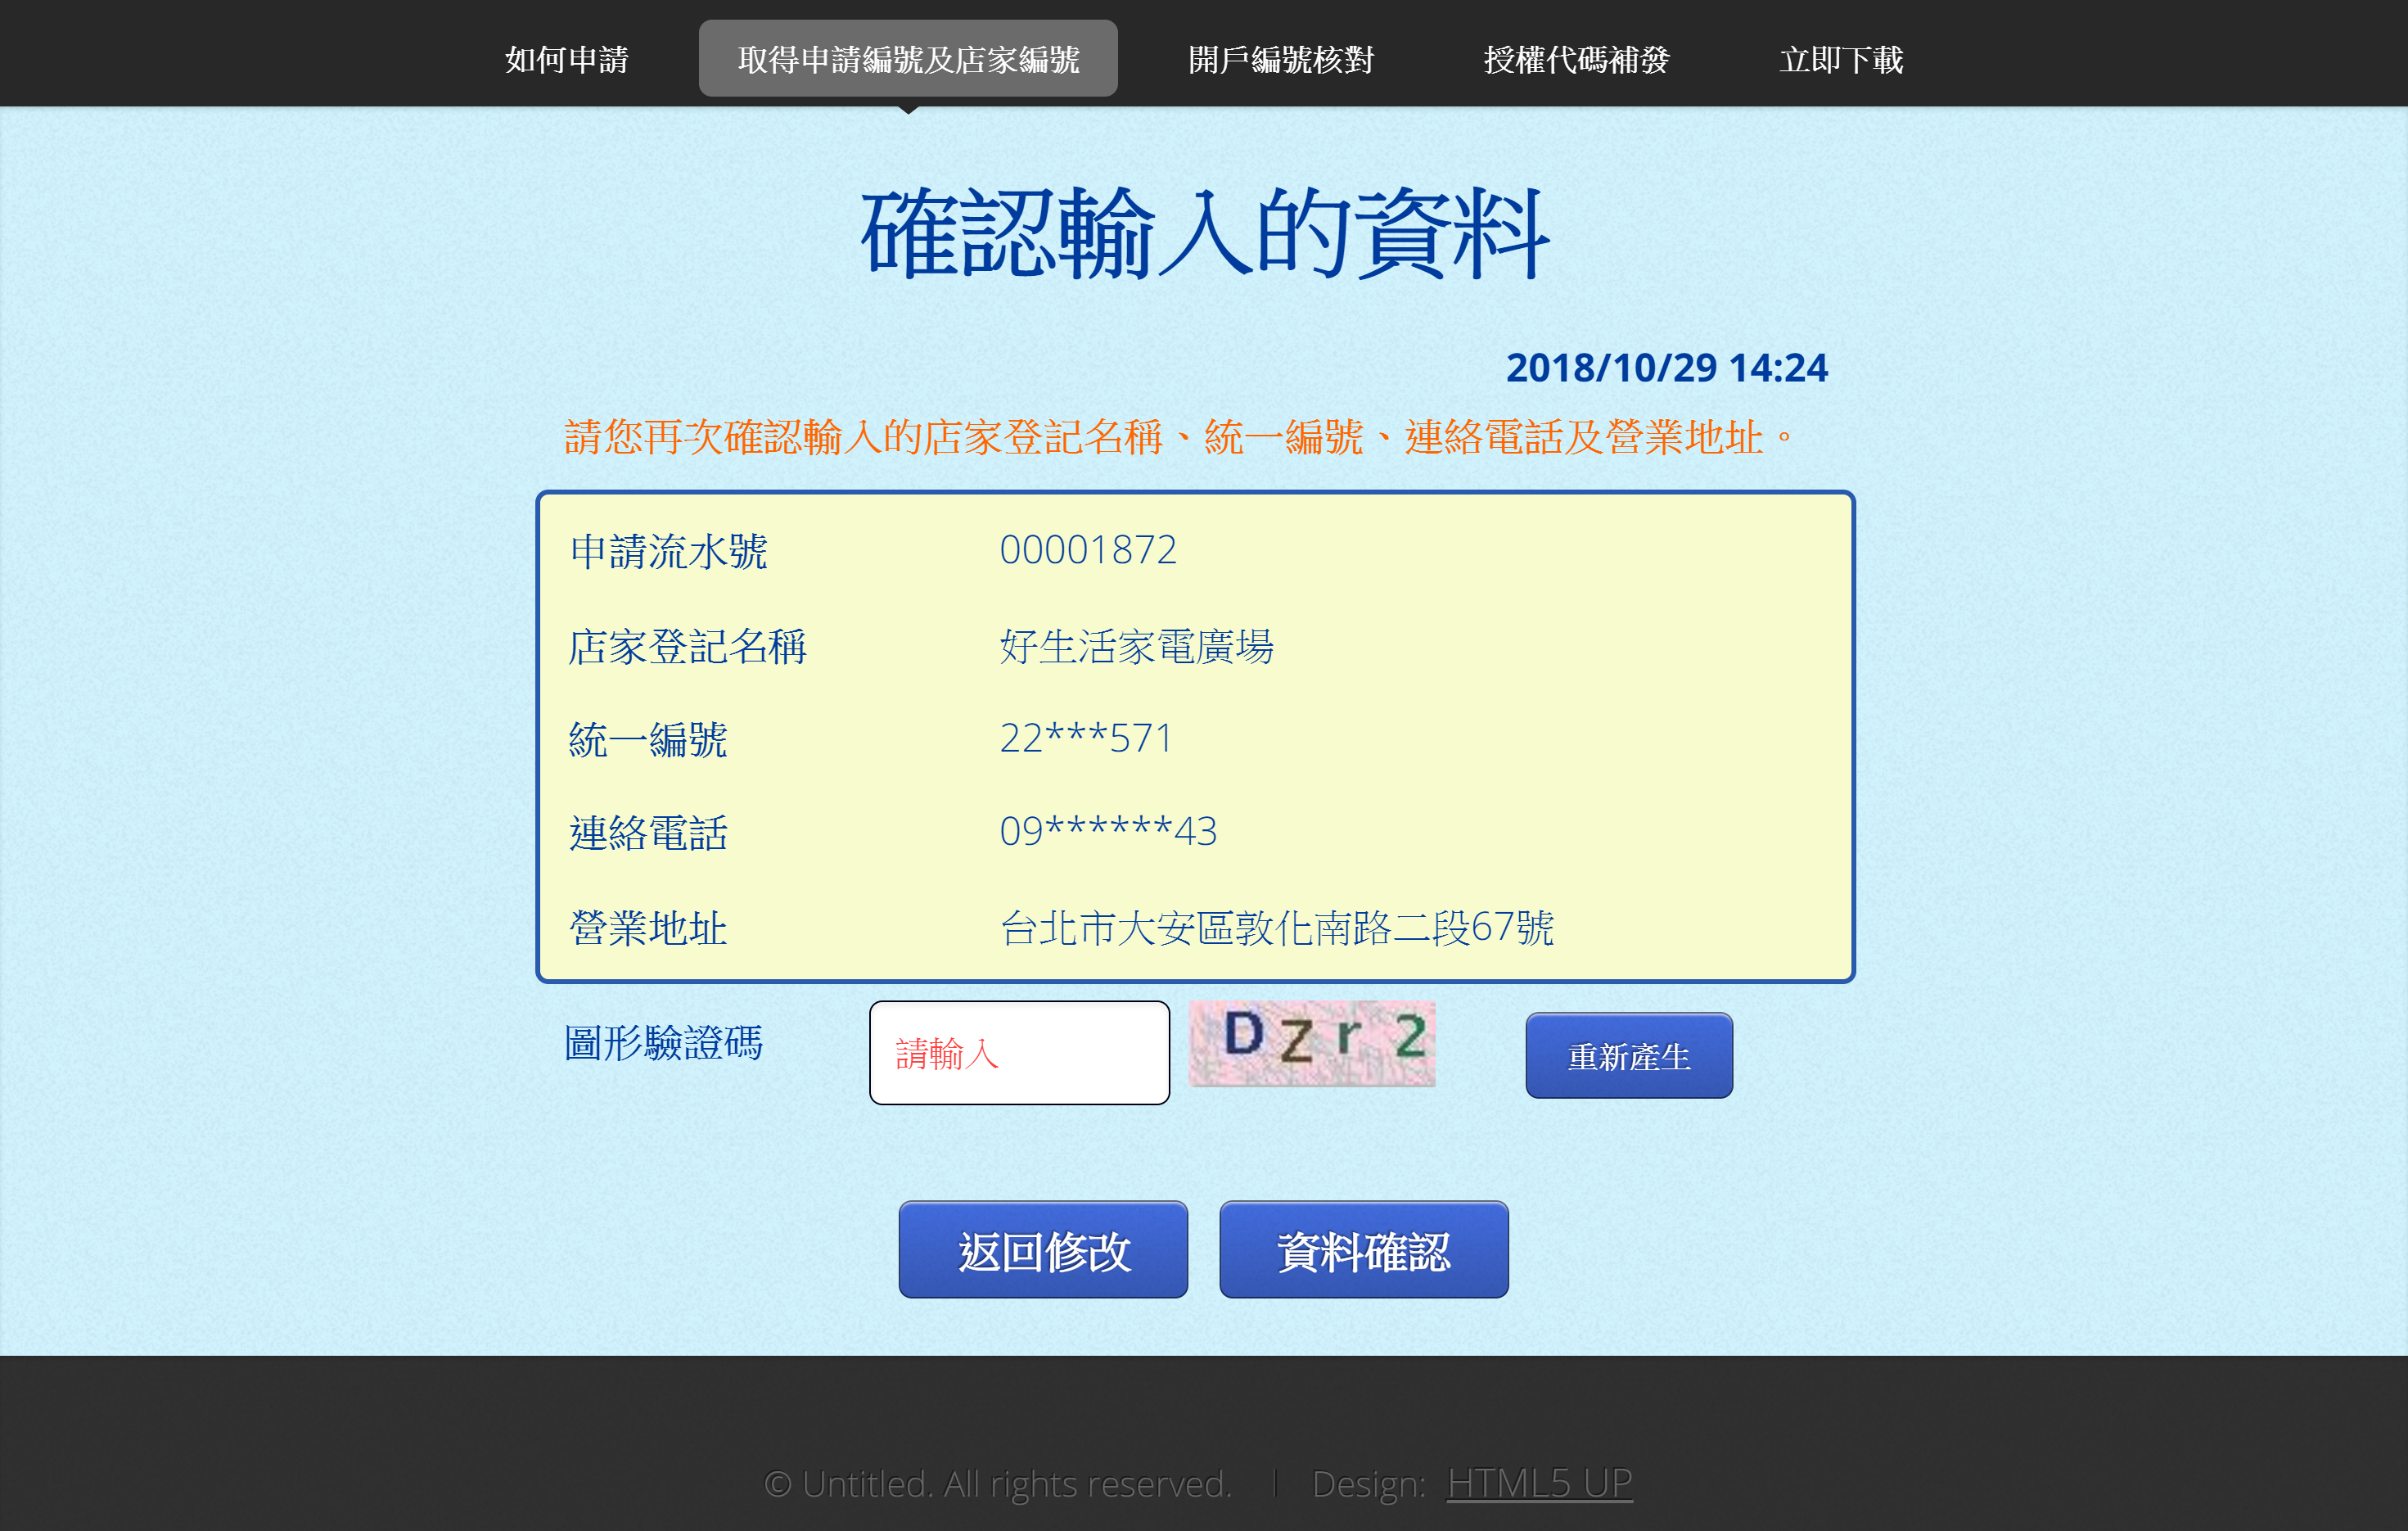 如何申請 取得申請編號及店家編號 開戶編號核對 授權代碼補發 立即下載
確認輸入的資料
2018/10/29 14:24
請您再次確認輸入的店家登記名稱、統一編號、連絡電話及營業地址。
申請流水號 00001872
店家登記名稱 好生活家電廣場
統一編號 22***571
連絡電話 09******43
營業地址 台北市大安區敦化南路二段67號
圖形驗證碼 請輸入 DZr2 重新產生
返回修改 資料確認
© Untitled. All rights reserved. | Design: HTML5 UP